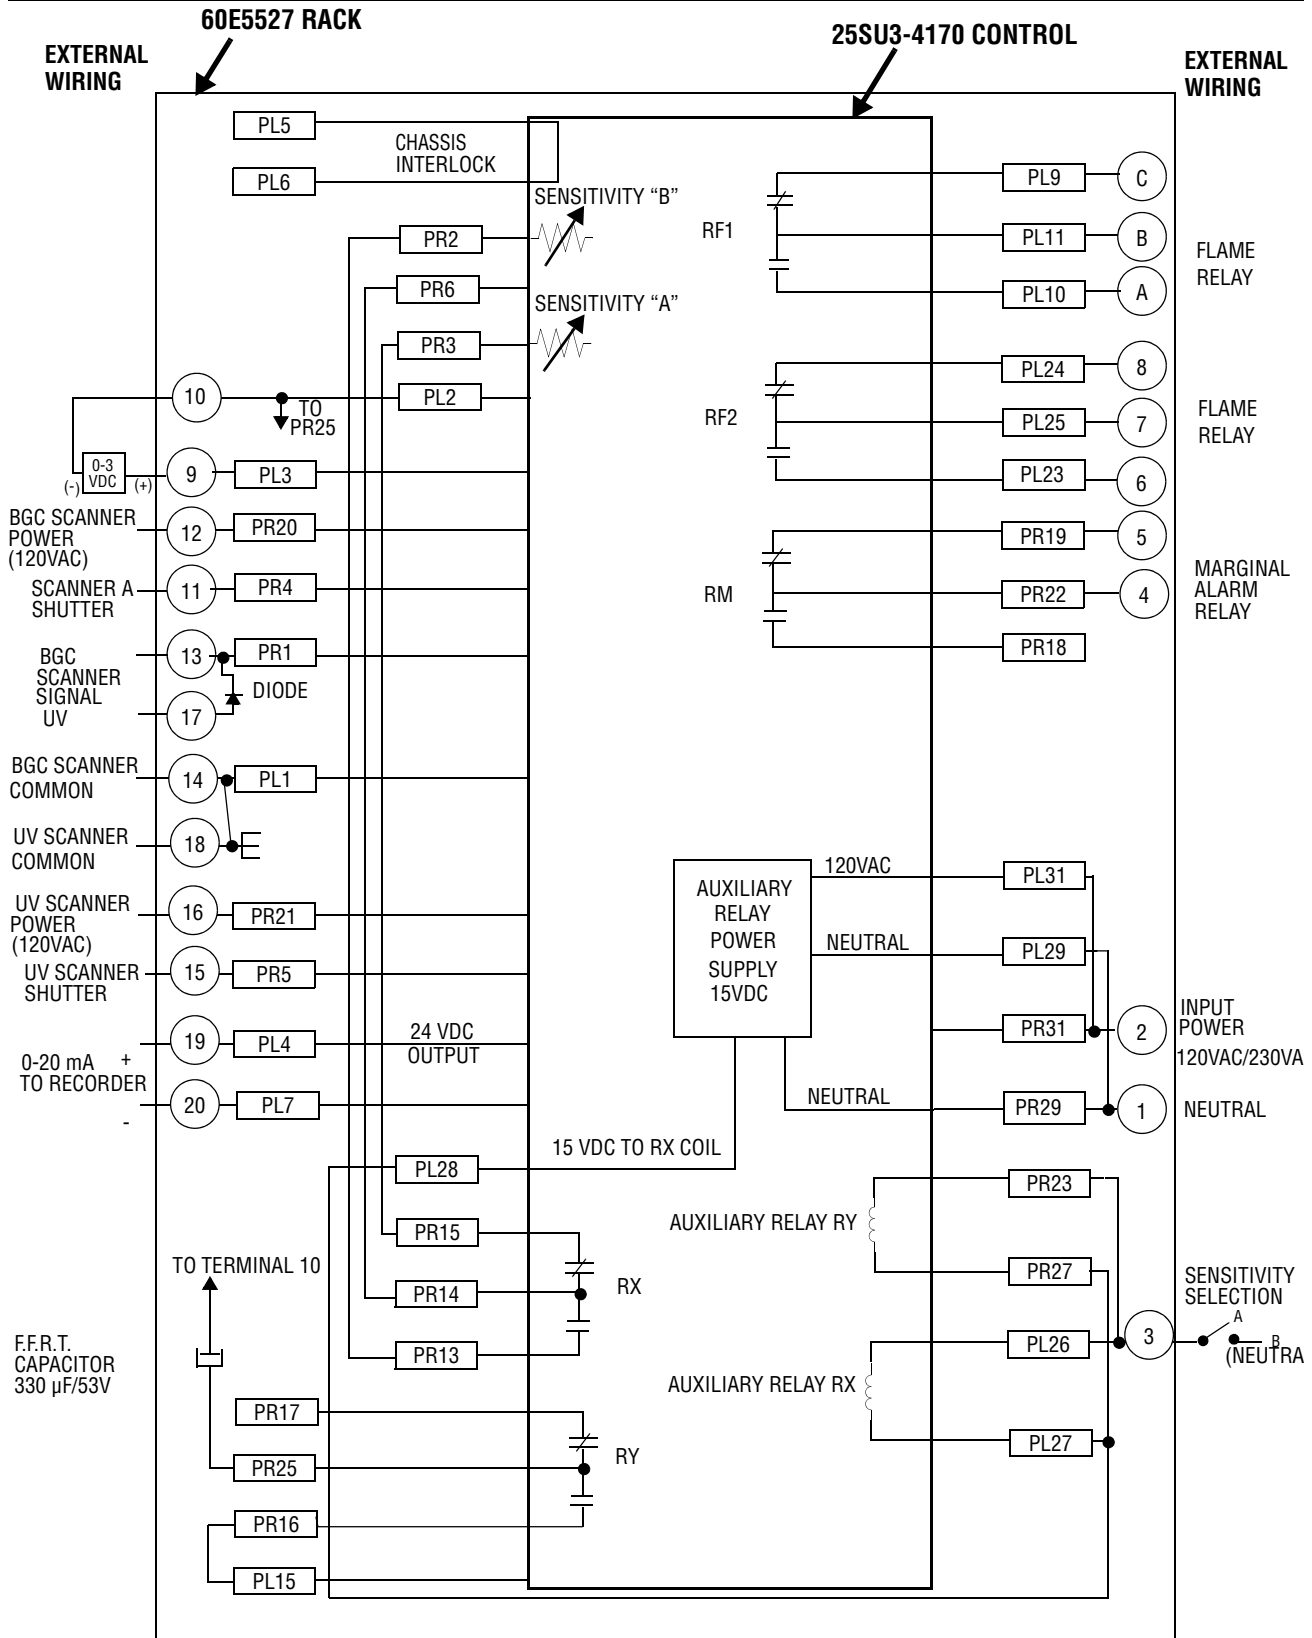 60E5527 RACK
25SU3-4170 CONTROL
EXTERNAL
WIRING
EXTERNAL
WIRING
PL5
CHASSIS
INTERLOCK
PL6
SENSITIVITY “B”
PR2
PR6
SENSITIVITY “A”
PR3
10
TO
PR25
PL2
0-3
VDC
(-)
(+)
9
PL3
BGC SCANNER
POWER
(120VAC)
12
PR20
SCANNER A
SHUTTER
11
PR4
BGC
SCANNER
SIGNAL
UV
13
PR1
DIODE
17
BGC SCANNER
COMMON
14
PL1
UV SCANNER
COMMON
18
UV SCANNER
POWER
(120VAC)
16
PR21
UV SCANNER
SHUTTER
15
PR5
0-20 mA
TO RECORDER
+
-
19
PL4
24 VDC
OUTPUT
20
PL7
RF1
PL9
C
PL11
B
PL10
A
FLAME
RELAY
RF2
PL24
8
PL25
7
PL23
6
FLAME
RELAY
RM
PR19
5
PR22
4
PR18
MARGINAL
ALARM
RELAY
AUXILIARY
RELAY
POWER
SUPPLY
15VDC
120VAC
PL31
NEUTRAL
PL29
PR31
2
INPUT
POWER
120VAC/230VA
NEUTRAL
PR29
1
NEUTRAL
15 VDC TO RX COIL
PL28
PR15
PR14
PR13
RX
AUXILIARY RELAY RY
PR23
PR27
AUXILIARY RELAY RX
PL26
PL27
3
SENSITIVITY
SELECTION
A
B
(NEUTRA
TO TERMINAL 10
F.F.R.T.
CAPACITOR
330 µF/53V
PR17
PR25
PR16
PL15
RY